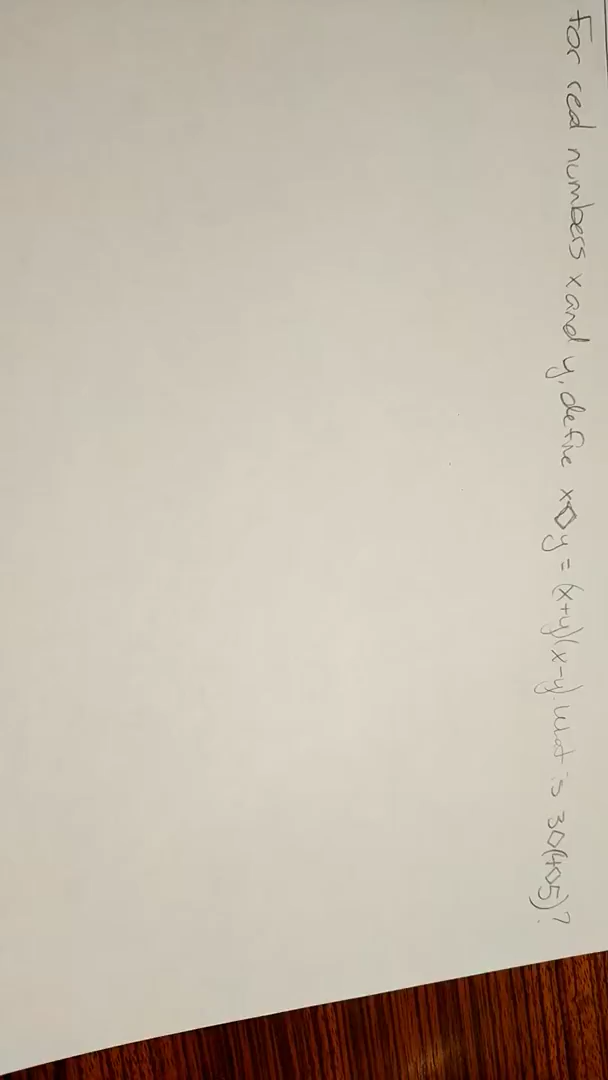 For real numbers x and y, define x◇y = (x+y)(x-y). What is 3◇(4◇5)?